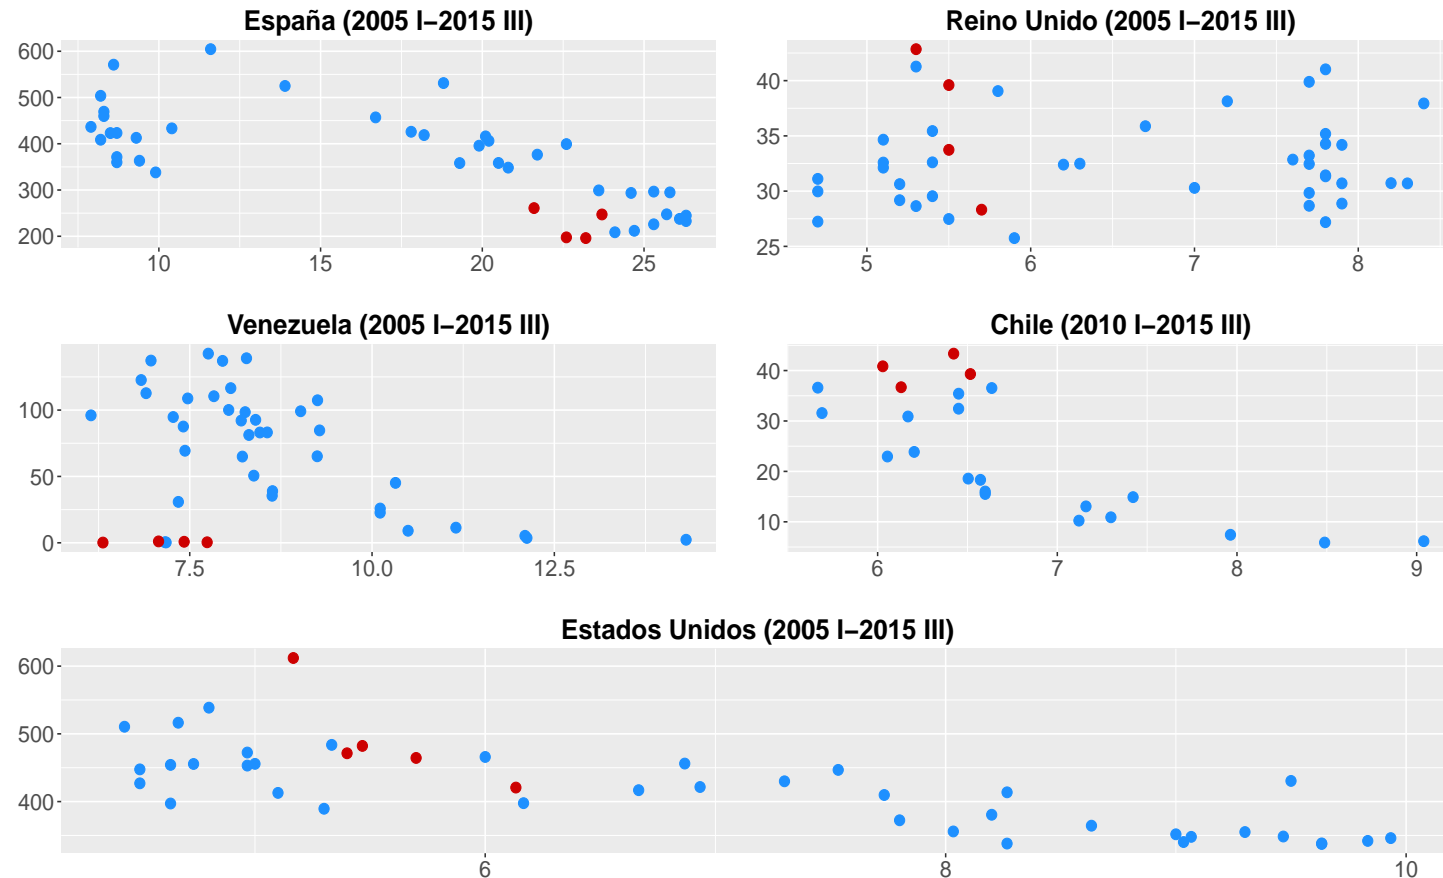 España (2005 I−2015 III)
600
500
400
300
200
10 15 20 25
Reino Unido (2005 I−2015 III)
40
35
30
25
5 6 7 8
Venezuela (2005 I−2015 III)
100
50
0
7.5 10.0 12.5
Chile (2010 I−2015 III)
40
30
20
10
6 7 8 9
Estados Unidos (2005 I−2015 III)
600
500
400
6 8 10